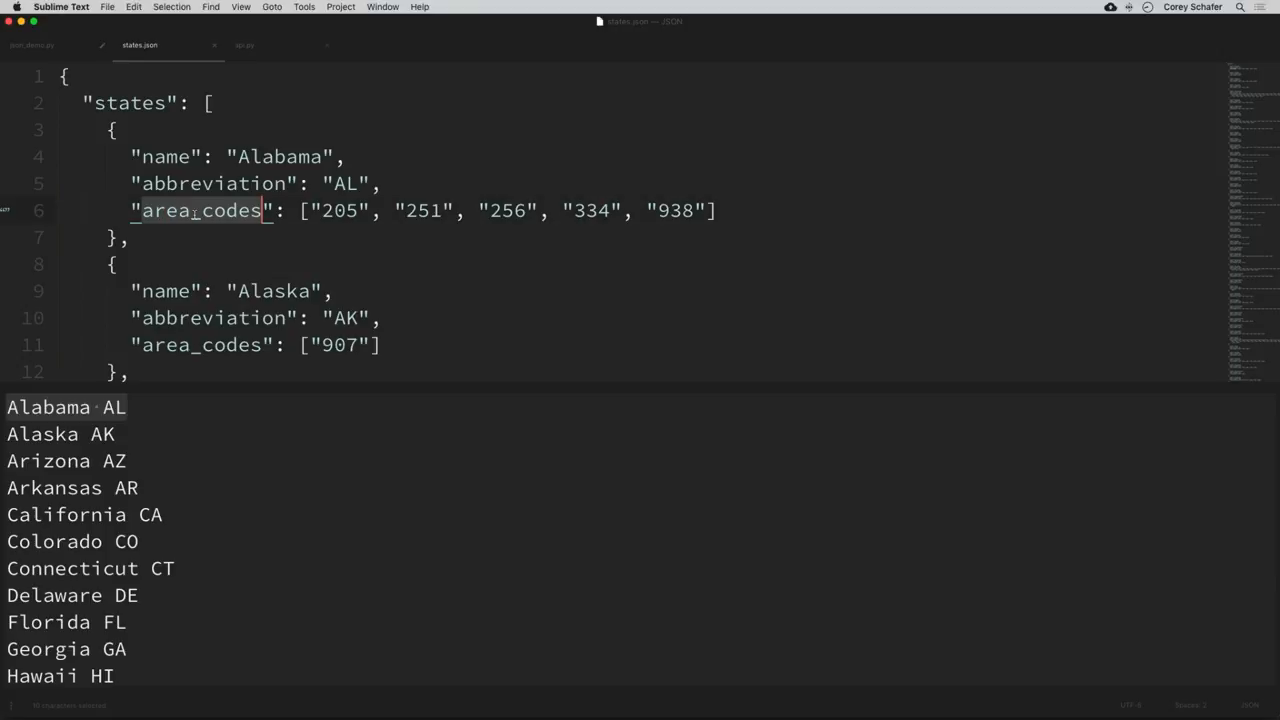 Sublime Text File Edit Selection Find View Goto Tools Project Window Help Corey Schafer
states.json — JSON
json_demo.py states.json api.py
1 {
2 "states": [
3 {
4 "name": "Alabama",
5 "abbreviation": "AL",
6 "area_codes": ["205", "251", "256", "334", "938"]
7 },
8 {
9 "name": "Alaska",
10 "abbreviation": "AK",
11 "area_codes": ["907"]
12 },
Alabama AL
Alaska AK
Arizona AZ
Arkansas AR
California CA
Colorado CO
Connecticut CT
Delaware DE
Florida FL
Georgia GA
Hawaii HI
10 characters selected UTF-8 Spaces: 2 JSON